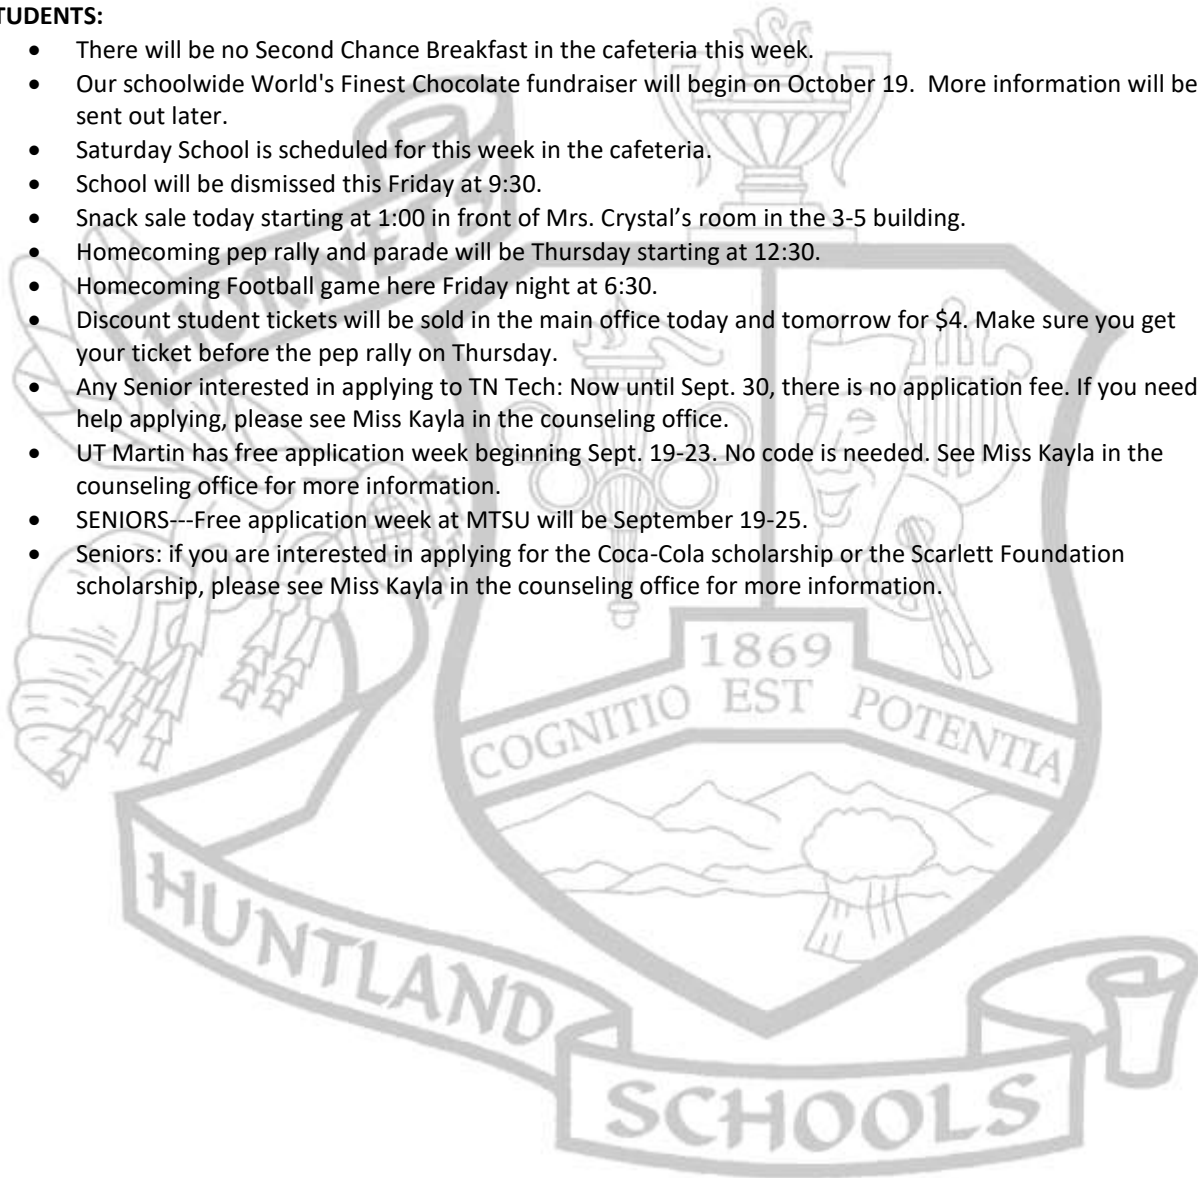 TUDENTS:
• There will be no Second Chance Breakfast in the cafeteria this week.
• Our schoolwide World's Finest Chocolate fundraiser will begin on October 19.  More information will be
sent out later.
• Saturday School is scheduled for this week in the cafeteria.
• School will be dismissed this Friday at 9:30.
• Snack sale today starting at 1:00 in front of Mrs. Crystal’s room in the 3-5 building.
• Homecoming pep rally and parade will be Thursday starting at 12:30.
• Homecoming Football game here Friday night at 6:30.
• Discount student tickets will be sold in the main office today and tomorrow for $4. Make sure you get
your ticket before the pep rally on Thursday.
• Any Senior interested in applying to TN Tech: Now until Sept. 30, there is no application fee. If you need
help applying, please see Miss Kayla in the counseling office.
• UT Martin has free application week beginning Sept. 19-23. No code is needed. See Miss Kayla in the
counseling office for more information.
• SENIORS---Free application week at MTSU will be September 19-25.
• Seniors: if you are interested in applying for the Coca-Cola scholarship or the Scarlett Foundation
scholarship, please see Miss Kayla in the counseling office for more information.
HORNETS
1869
COGNITIO EST POTENTIA
HUNTLAND
SCHOOLS